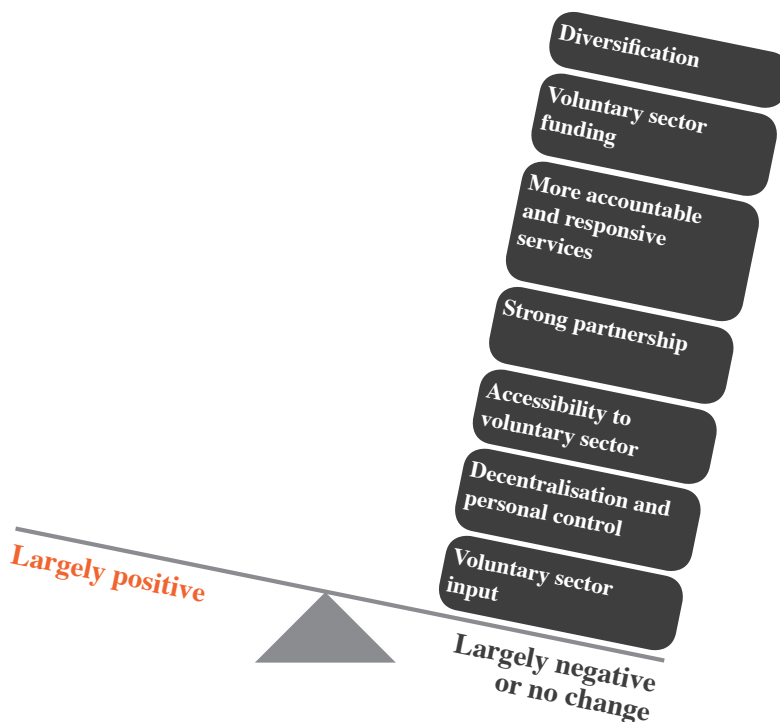 Diversification
Voluntary sector
funding
More accountable
and responsive
services
Strong partnership
Accessibility to
voluntary sector
Decentralisation and
personal control
Voluntary sector
input
Largely positive
Largely negative
or no change